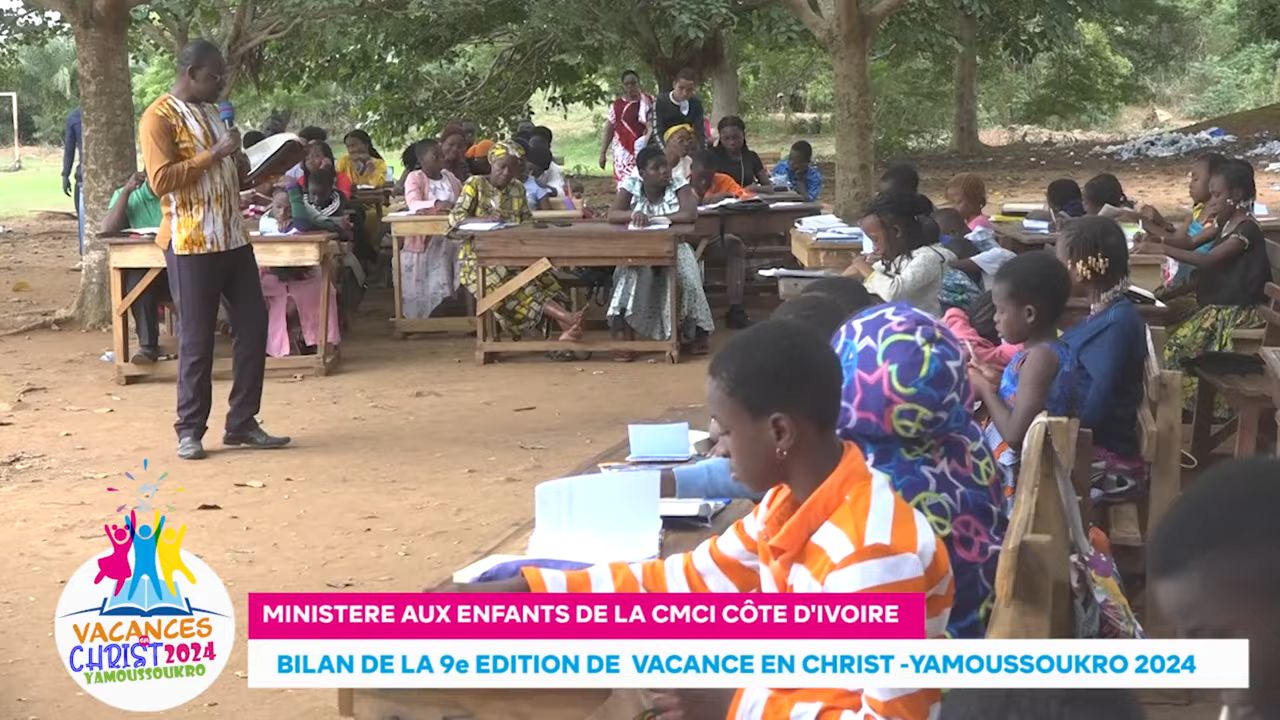 VACANCES
en
CHRIST 2024
YAMOUSSOUKRO
MINISTERE AUX ENFANTS DE LA CMCI CÔTE D'IVOIRE
BILAN DE LA 9e EDITION DE VACANCE EN CHRIST -YAMOUSSOUKRO 2024